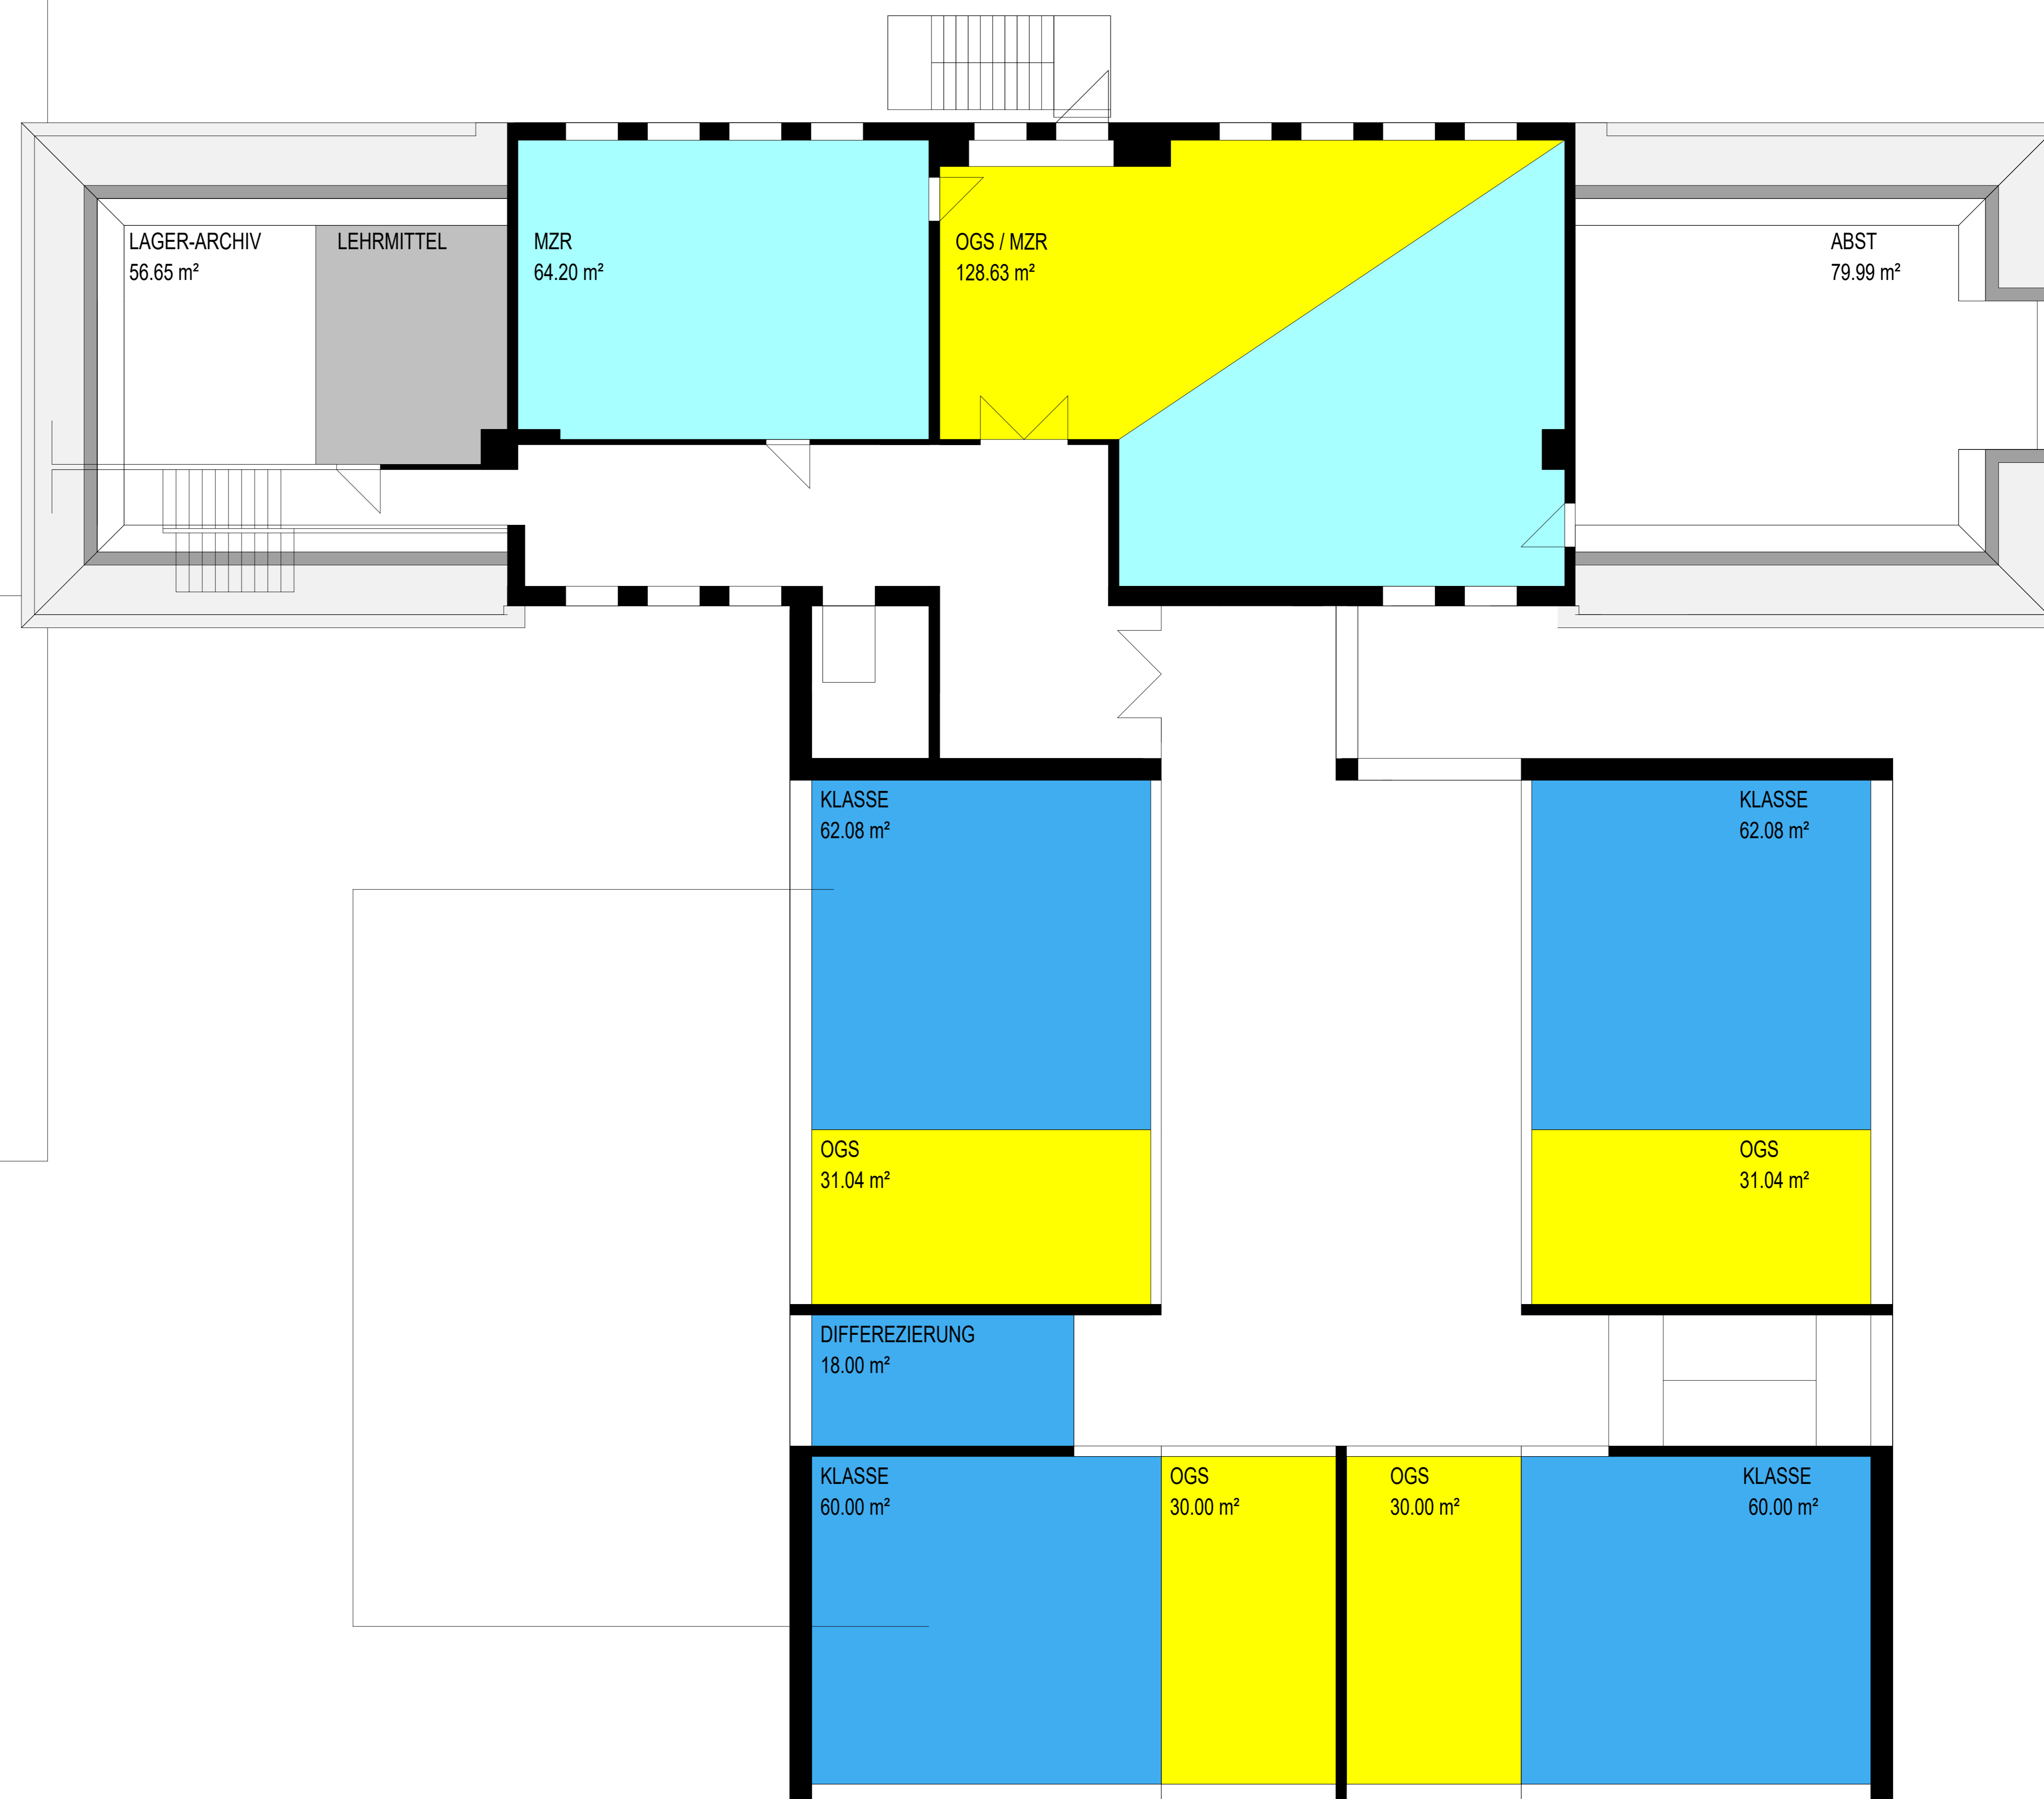 LAGER-ARCHIV
56.65 m²
LEHRMITTEL
MZR
64.20 m²
OGS / MZR
128.63 m²
ABST
79.99 m²
KLASSE
62.08 m²
KLASSE
62.08 m²
OGS
31.04 m²
OGS
31.04 m²
DIFFEREZIERUNG
18.00 m²
KLASSE
60.00 m²
OGS
30.00 m²
OGS
30.00 m²
KLASSE
60.00 m²